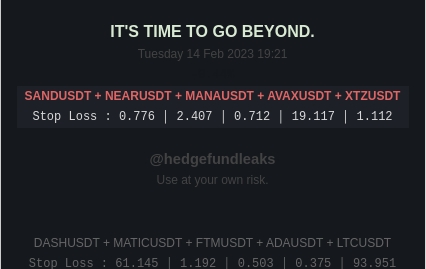 IT'S TIME TO GO BEYOND.
Tuesday 14 Feb 2023 19:21
SANDUSDT + NEARUSDT + MANAUSDT + AVAXUSDT + XTZUSDT
Stop Loss : 0.776 | 2.407 | 0.712 | 19.117 | 1.112
@hedgefundleaks
Use at your own risk.
DASHUSDT + MATICUSDT + FTMUSDT + ADAUSDT + LTCUSDT
Stop Loss : 61.145 | 1.192 | 0.503 | 0.375 | 93.951